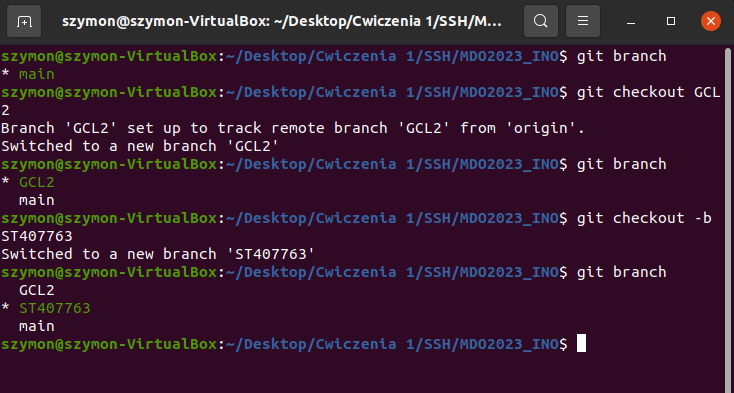 szymon@szymon-VirtualBox: ~/Desktop/Cwiczenia 1/SSH/M...
szymon@szymon-VirtualBox:~/Desktop/Cwiczenia 1/SSH/MDO2023_INO$ git branch
* main
szymon@szymon-VirtualBox:~/Desktop/Cwiczenia 1/SSH/MDO2023_INO$ git checkout GCL
2
Branch 'GCL2' set up to track remote branch 'GCL2' from 'origin'.
Switched to a new branch 'GCL2'
szymon@szymon-VirtualBox:~/Desktop/Cwiczenia 1/SSH/MDO2023_INO$ git branch
* GCL2
  main
szymon@szymon-VirtualBox:~/Desktop/Cwiczenia 1/SSH/MDO2023_INO$ git checkout -b
ST407763
Switched to a new branch 'ST407763'
szymon@szymon-VirtualBox:~/Desktop/Cwiczenia 1/SSH/MDO2023_INO$ git branch
  GCL2
* ST407763
  main
szymon@szymon-VirtualBox:~/Desktop/Cwiczenia 1/SSH/MDO2023_INO$